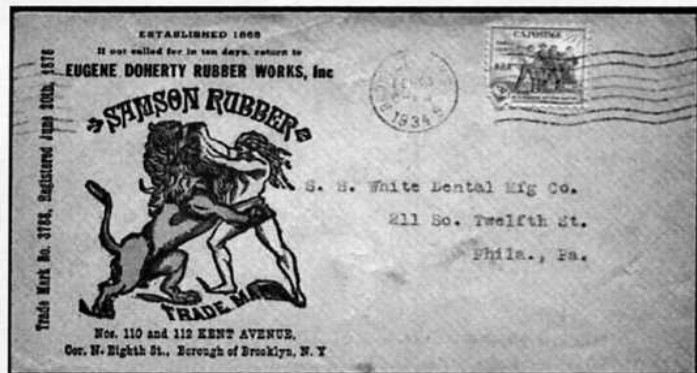 ESTABLISHED 1868
If not called for in ten days, return to
EUGENE DOHERTY RUBBER WORKS, Inc
SAMSON RUBBER
TRADE MARK
Trade Mark No. 3768, Registered June 20th, 1876
Nos. 110 and 112 KENT AVENUE,
Cor. N. Eighth St., Borough of Brooklyn, N. Y
1934
U.S.POSTAGE
S. S. White Dental Mfg Co.
211 So. Twelfth St.
Phila., Pa.